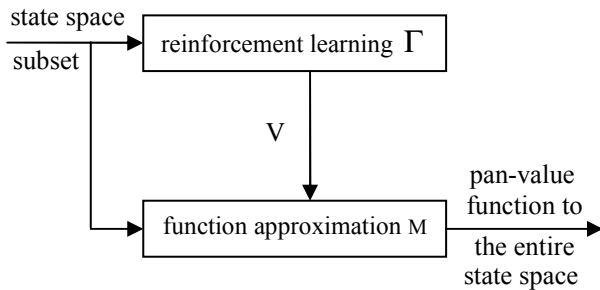 state space
subset
reinforcement learning Γ
V
function approximation M
pan-value
function to
the entire
state space